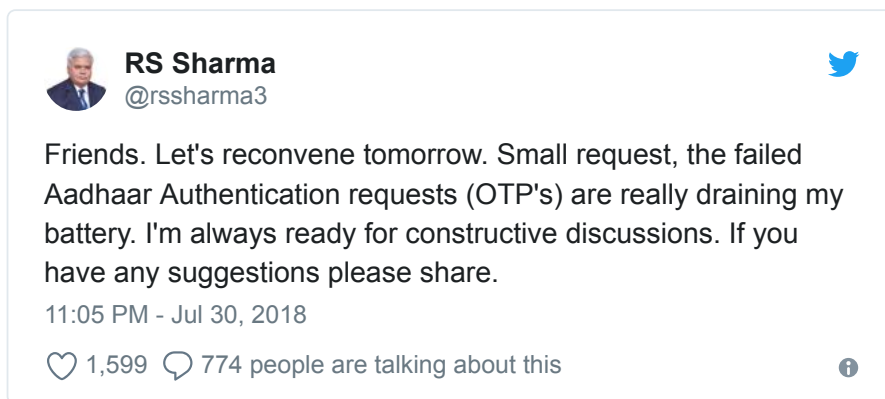 RS Sharma
@rssharma3
Friends. Let's reconvene tomorrow. Small request, the failed
Aadhaar Authentication requests (OTP's) are really draining my
battery. I'm always ready for constructive discussions. If you
have any suggestions please share.
11:05 PM - Jul 30, 2018
1,599 774 people are talking about this